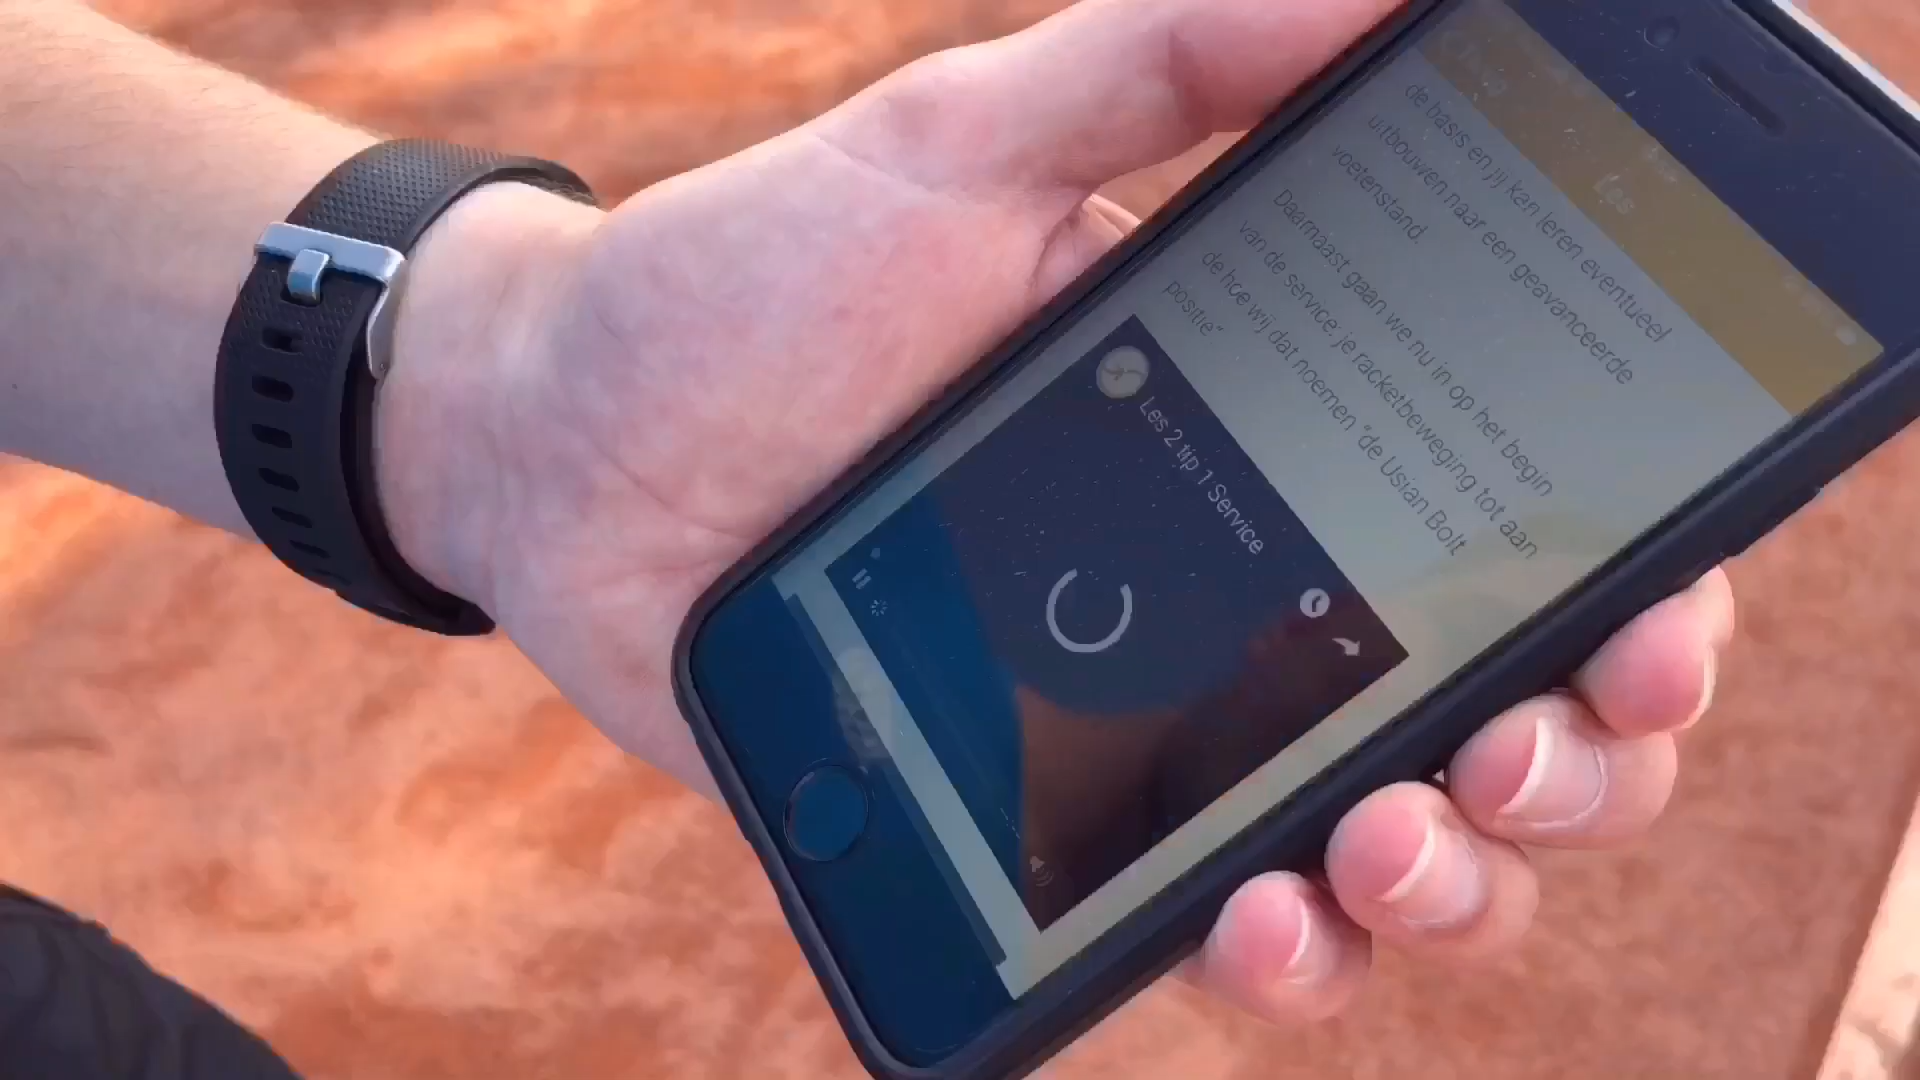 Les
de basis en jij kan leren eventueel
uitbouwen naar een geavanceerde
voetenstand.
Daarnaast gaan we nu in op het begin
van de service: je racketbeweging tot aan
de hoe wij dat noemen “de Usian Bolt
positie”
Les 2 tip 1 Service